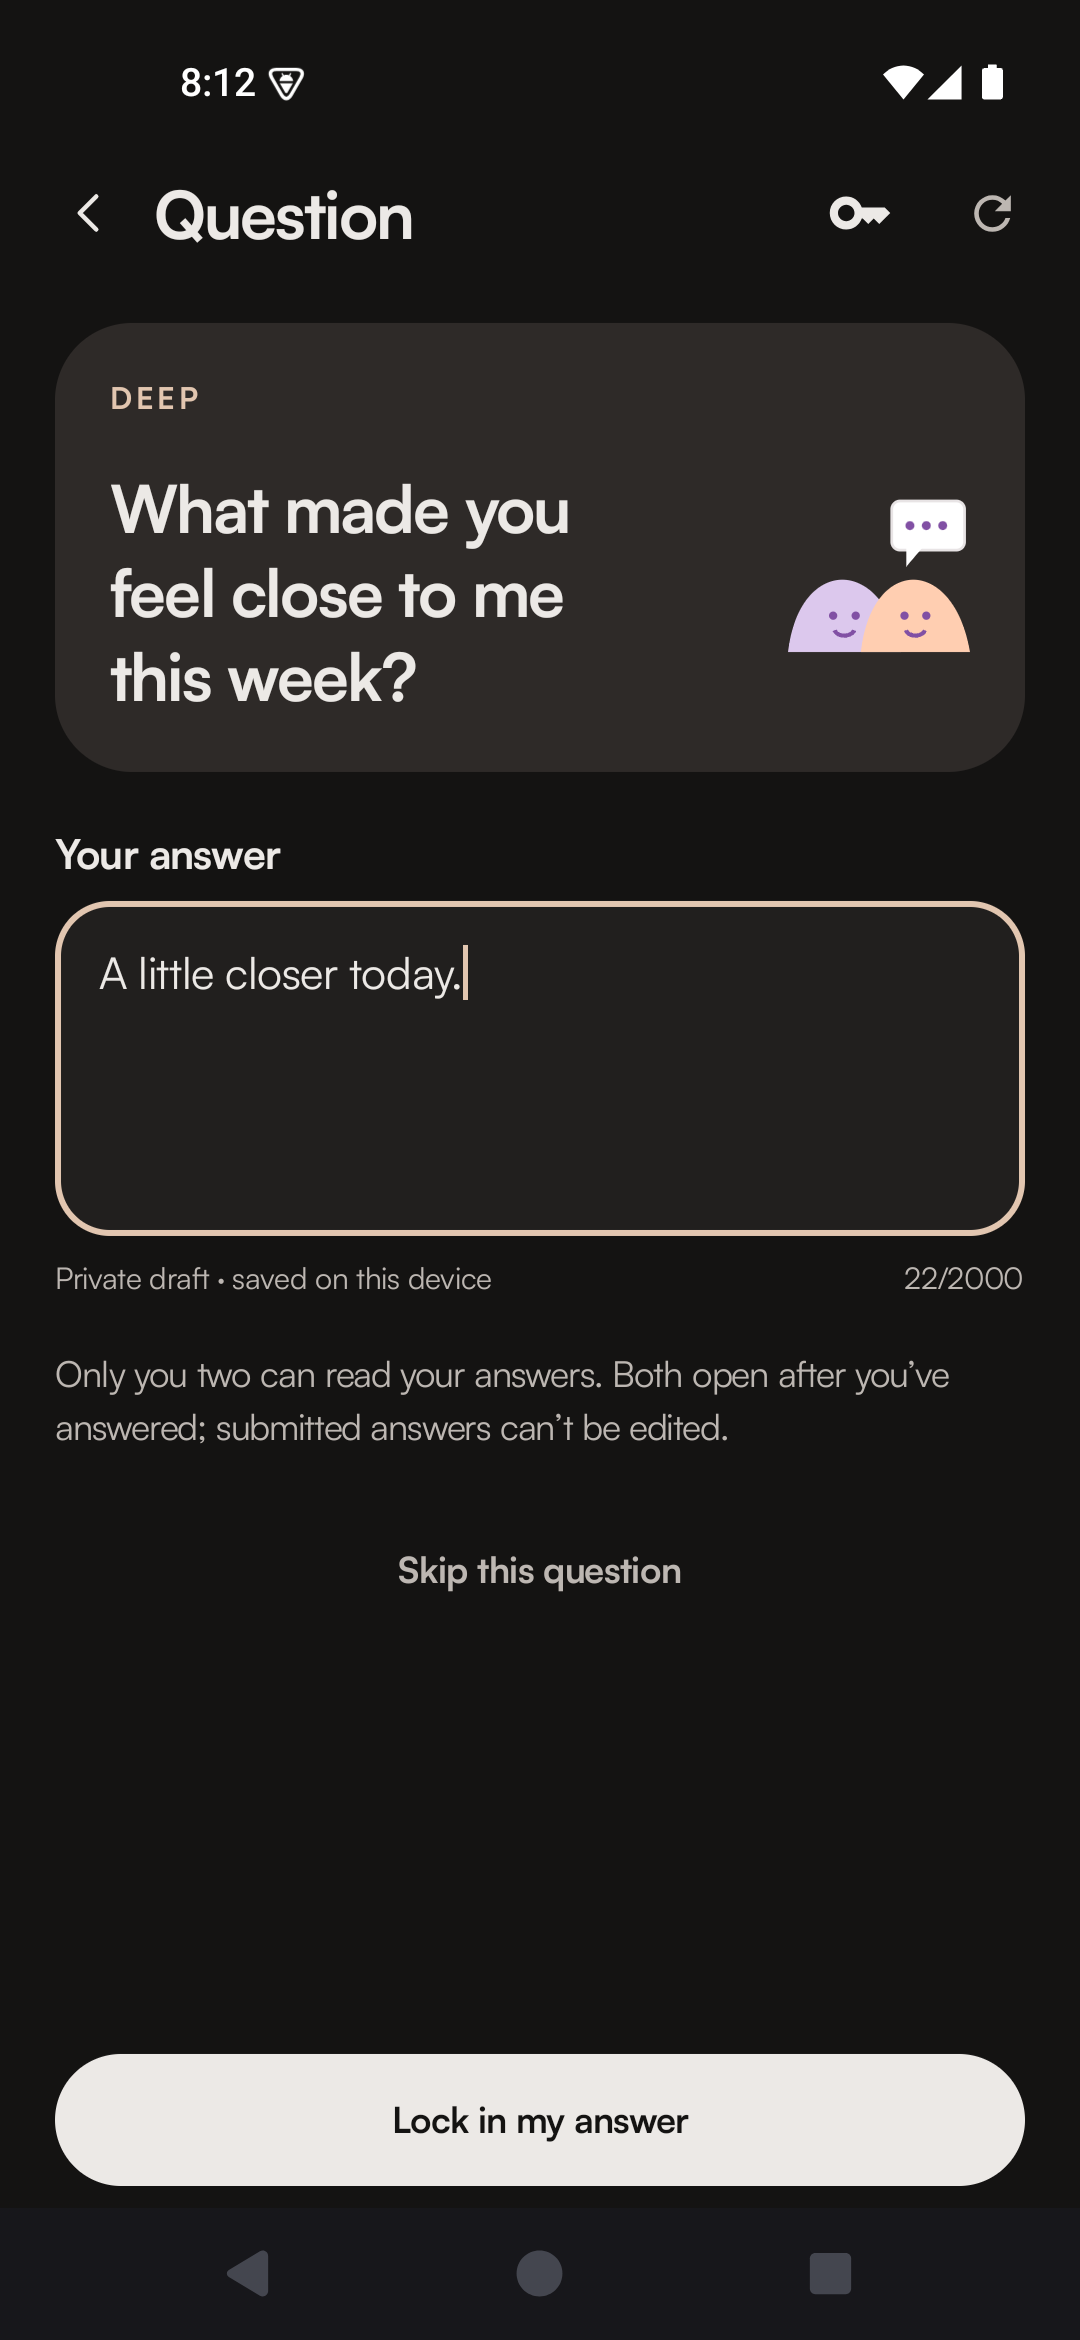 8:12
Question
DEEP
What made you
feel close to me
this week?
Your answer
A little closer today.
Private draft · saved on this device
22/2000
Only you two can read your answers. Both open after you’ve
answered; submitted answers can’t be edited.
Skip this question
Lock in my answer